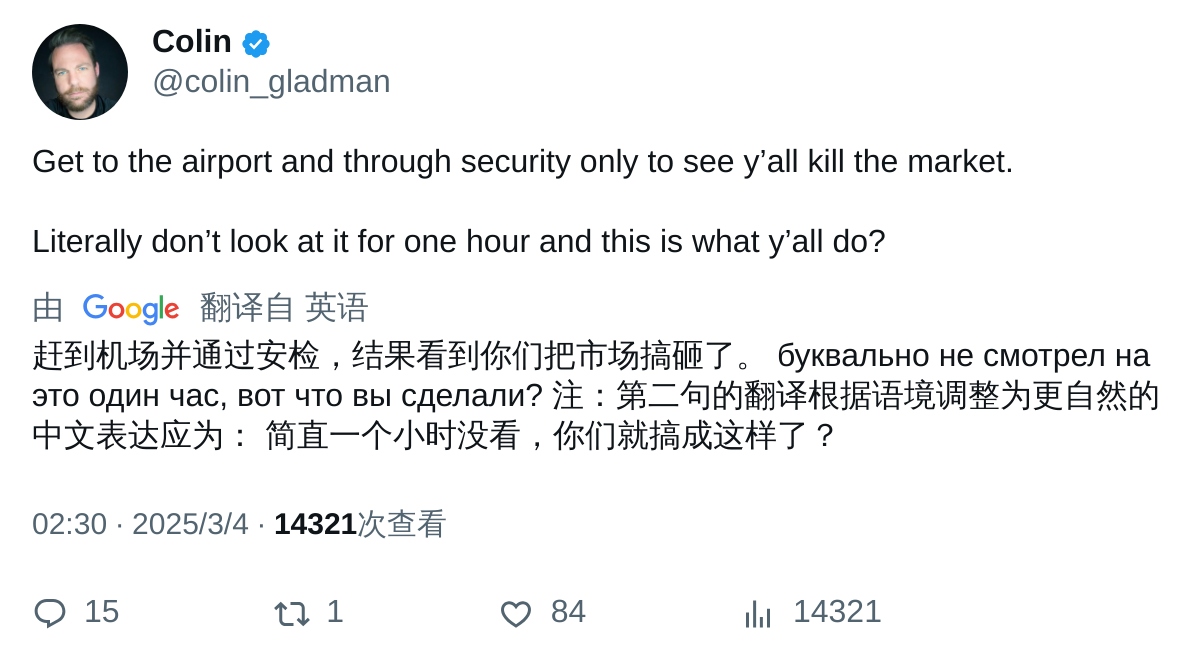 Colin
@colin_gladman
Get to the airport and through security only to see y’all kill the market.
Literally don’t look at it for one hour and this is what y’all do?
由 Google 翻译自 英语
赶到机场并通过安检，结果看到你们把市场搞砸了。 буквально не смотрел на
это один час, вот что вы сделали? 注：第二句的翻译根据语境调整为更自然的
中文表达应为： 简直一个小时没看，你们就搞成这样了？
02:30 · 2025/3/4 · 14321次查看
15 1 84 14321